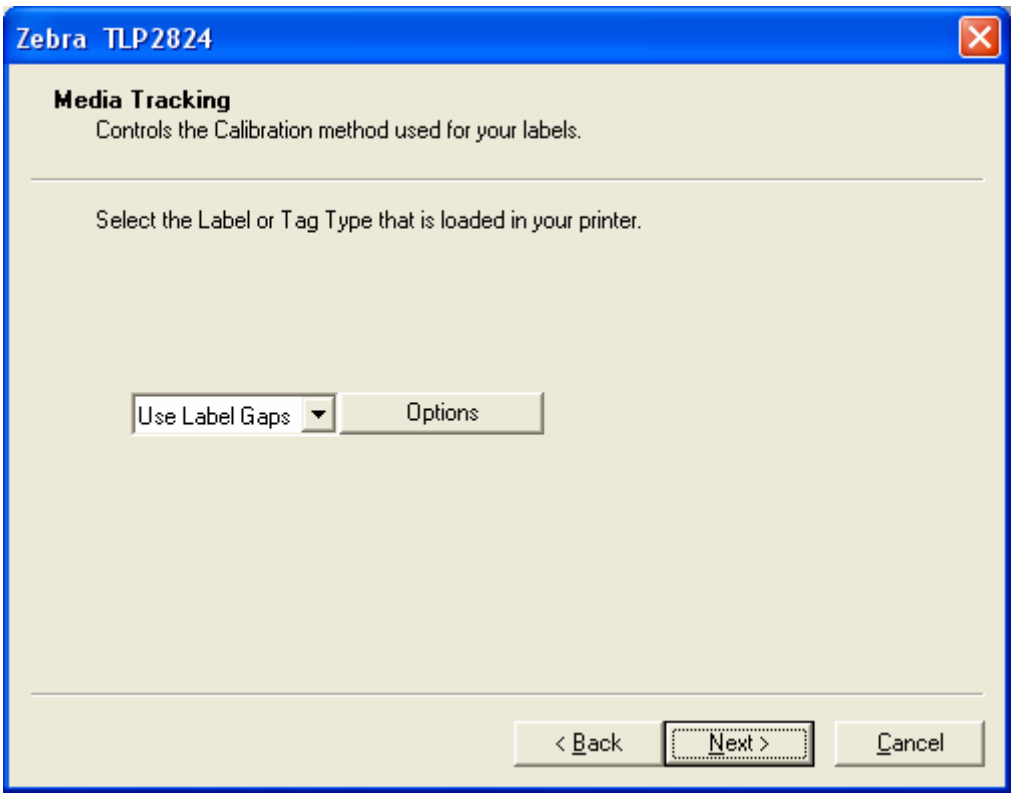 Zebra TLP2824
Media Tracking
Controls the Calibration method used for your labels.
Select the Label or Tag Type that is loaded in your printer.
Use Label Gaps
Options
< Back
Next >
Cancel